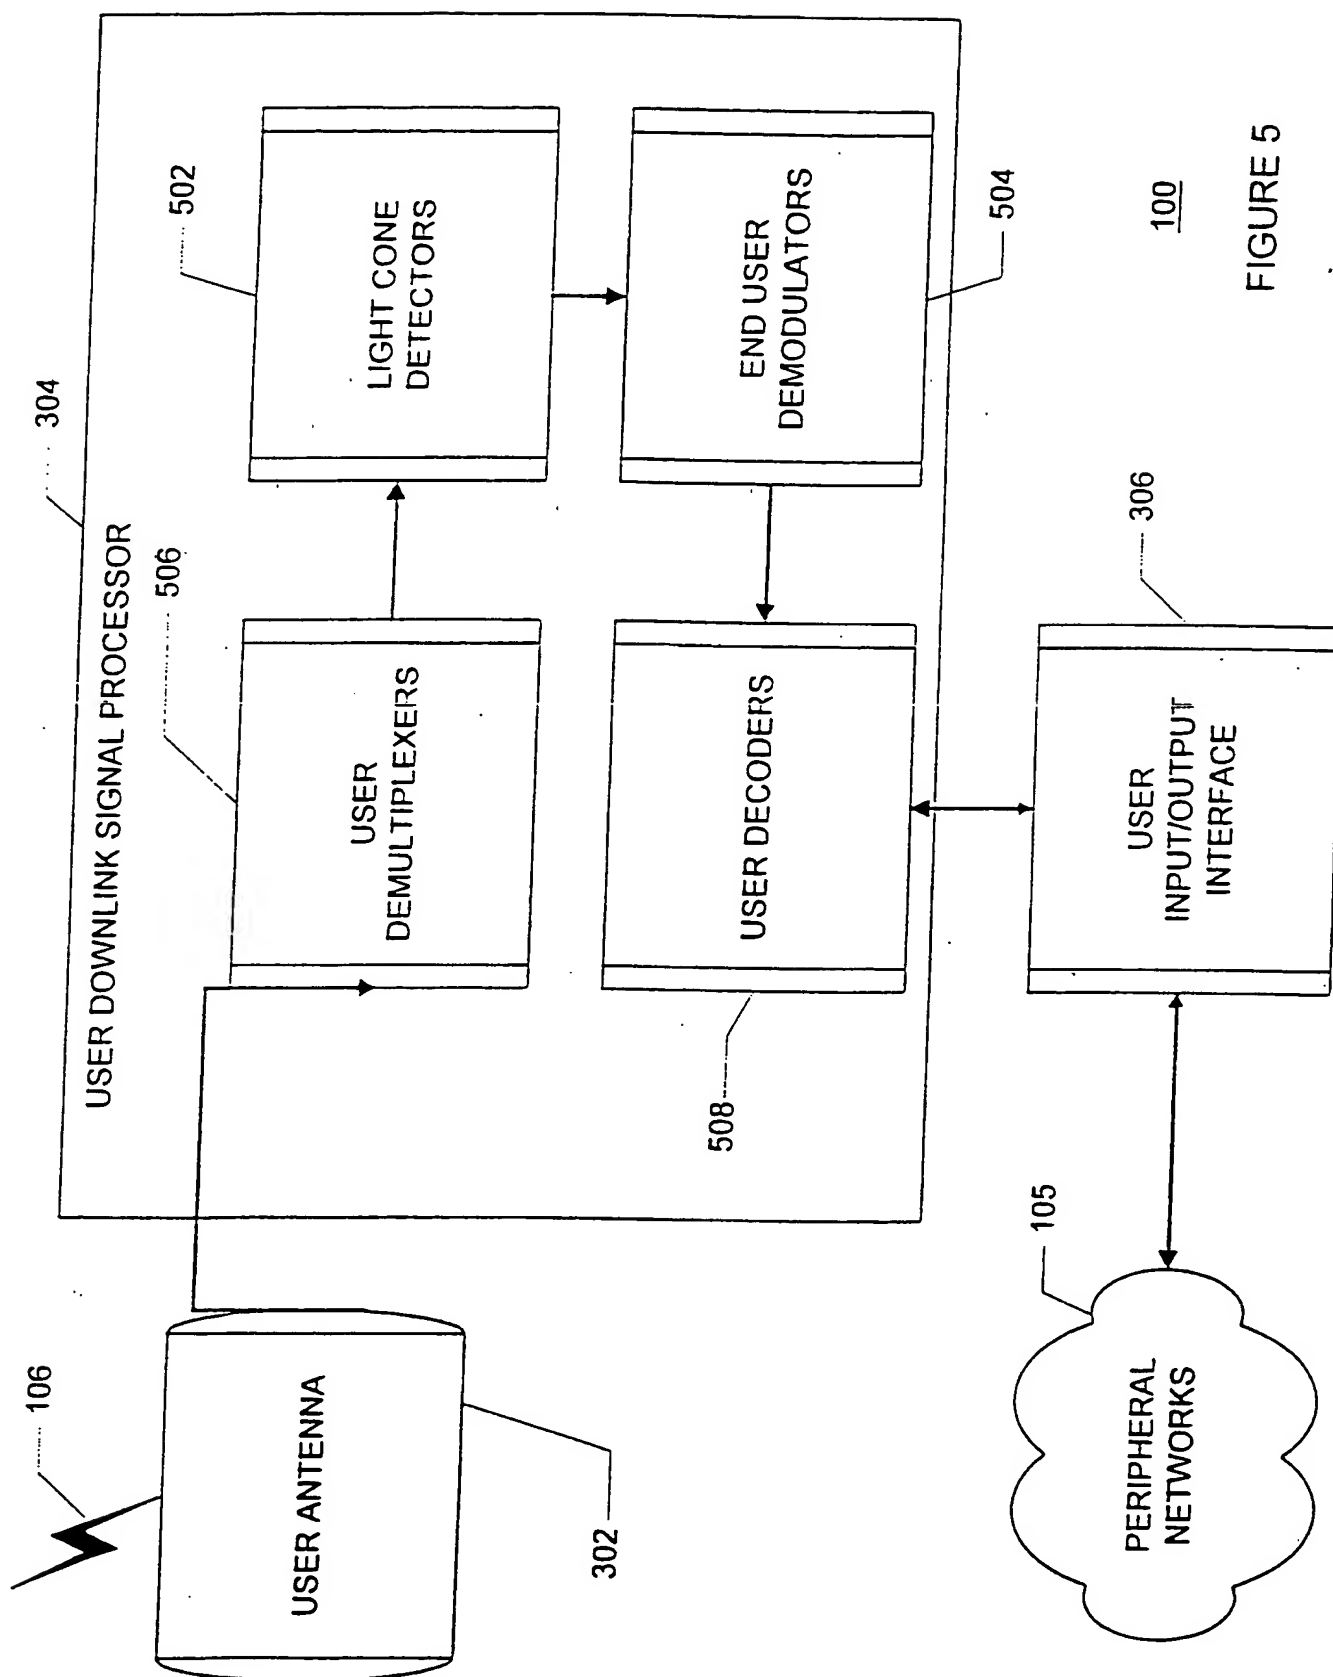 106
USER ANTENNA
302
304
USER DOWNLINK SIGNAL PROCESSOR
506
USER
DEMULTIPLEXERS
502
LIGHT CONE
DETECTORS
508
USER DECODERS
END USER
DEMODULATORS
504
105
PERIPHERAL
NETWORKS
USER
INPUT/OUTPUT
INTERFACE
306
100
FIGURE 5